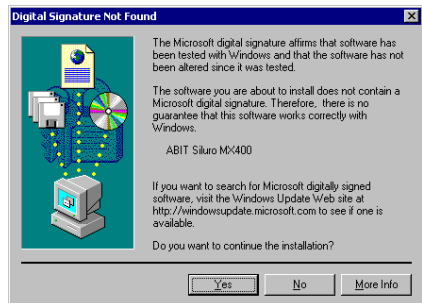 Digital Signature Not Found
The Microsoft digital signature affirms that software has
been tested with Windows and that the software has not
been altered since it was tested.
The software you are about to install does not contain a
Microsoft digital signature. Therefore, there is no
guarantee that this software works correctly with
Windows.
ABIT Siluro MX400
If you want to search for Microsoft digitally signed
software, visit the Windows Update Web site at
http://windowsupdate.microsoft.com to see if one is
available.
Do you want to continue the installation?
Yes No More Info